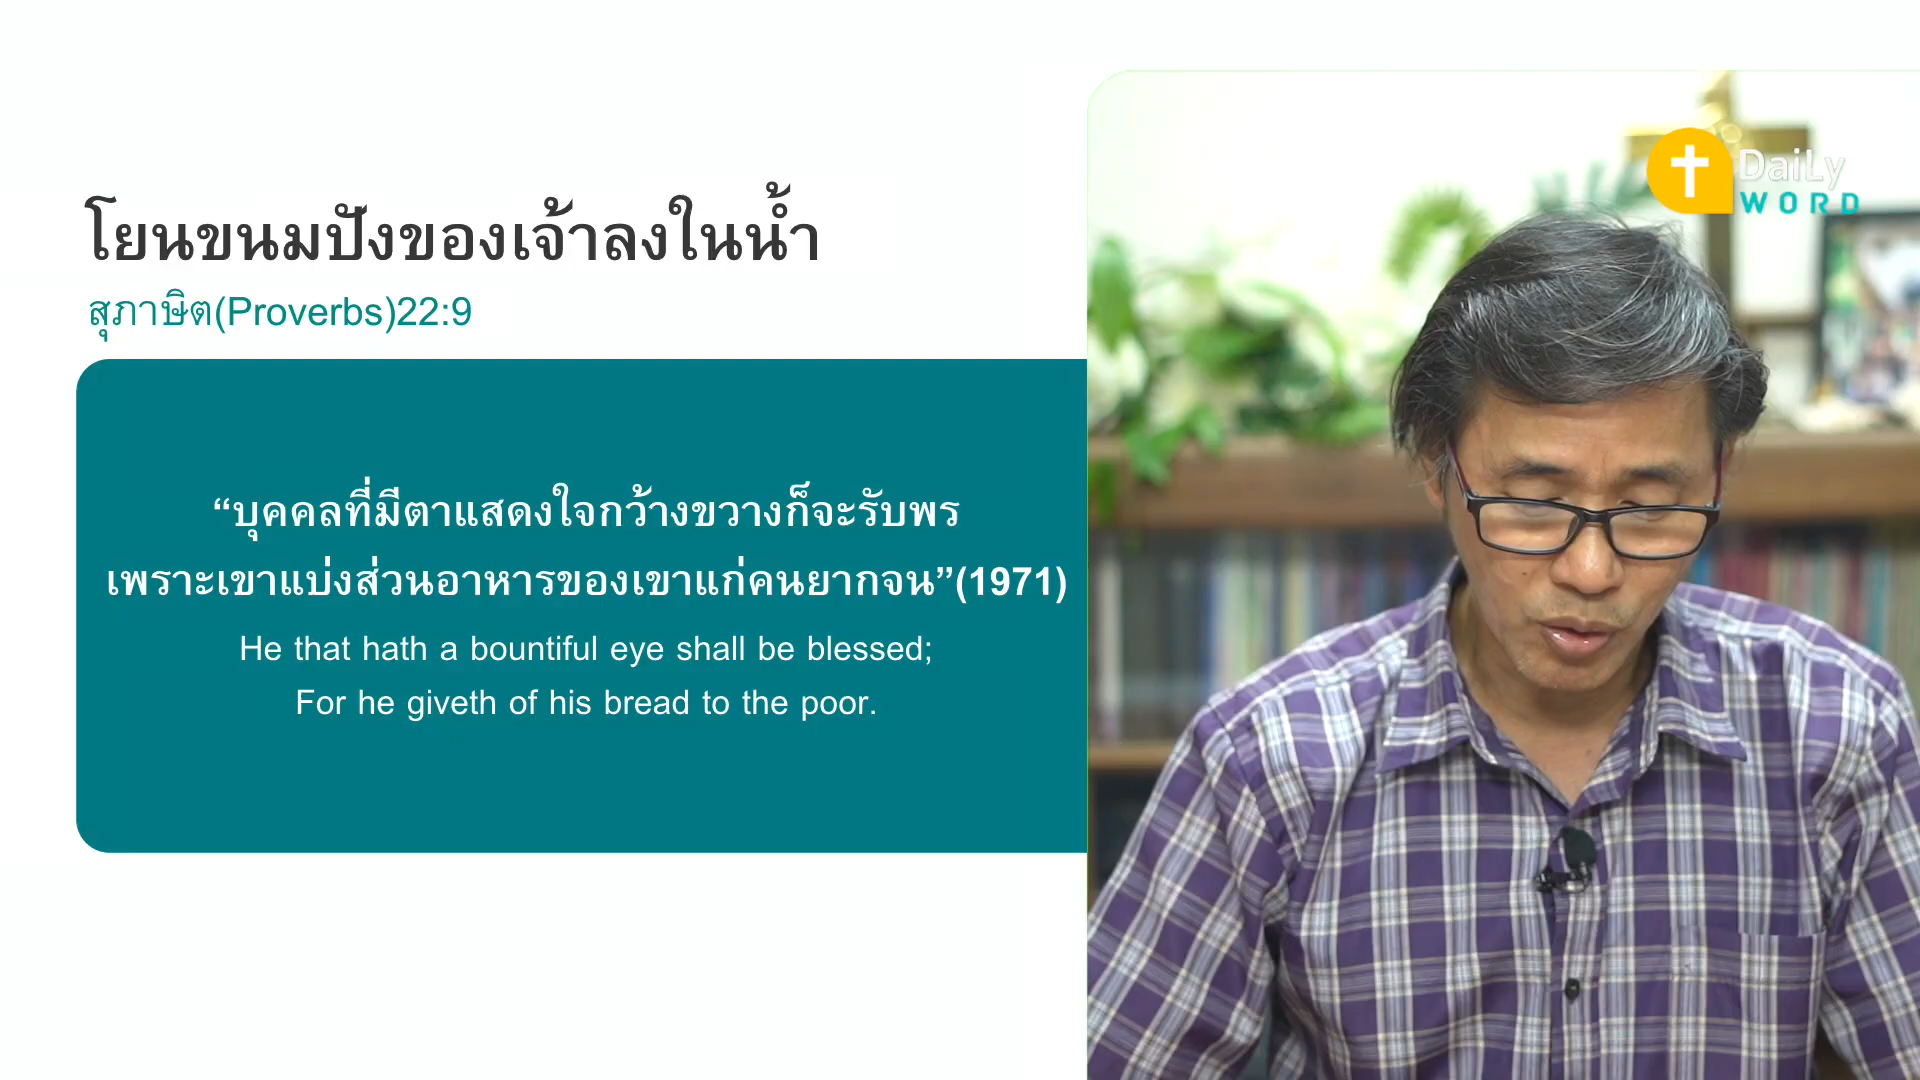 โยนขนมปังของเจ้าลงในน้ำ
สุภาษิต(Proverbs)22:9
“บุคคลที่มีตาแสดงใจกว้างขวางก็จะรับพร
เพราะเขาแบ่งส่วนอาหารของเขาแก่คนยากจน”(1971)
He that hath a bountiful eye shall be blessed;
For he giveth of his bread to the poor.
DaiLy
WORD